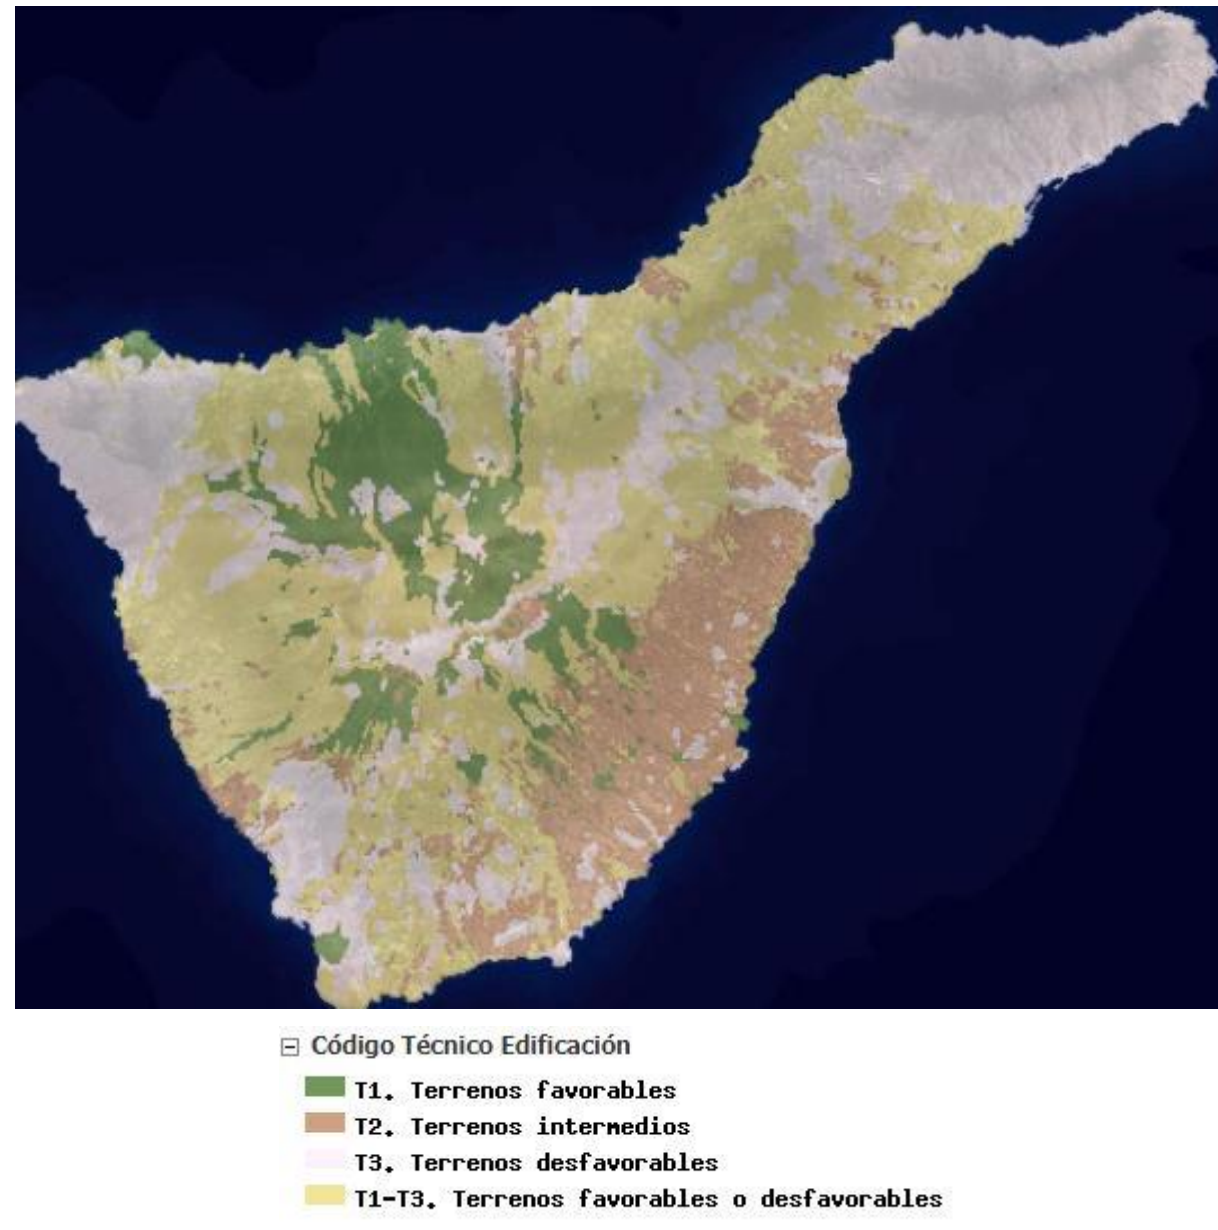 Código Técnico Edificación
T1. Terrenos favorables
T2. Terrenos intermedios
T3. Terrenos desfavorables
T1-T3. Terrenos favorables o desfavorables